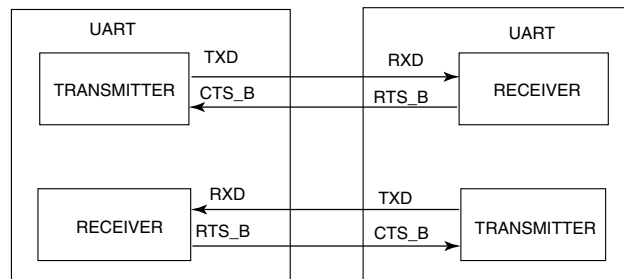 UART
UART
TXD
RXD
TRANSMITTER
CTS_B
RTS_B
RECEIVER
RXD
TXD
RECEIVER
RTS_B
CTS_B
TRANSMITTER